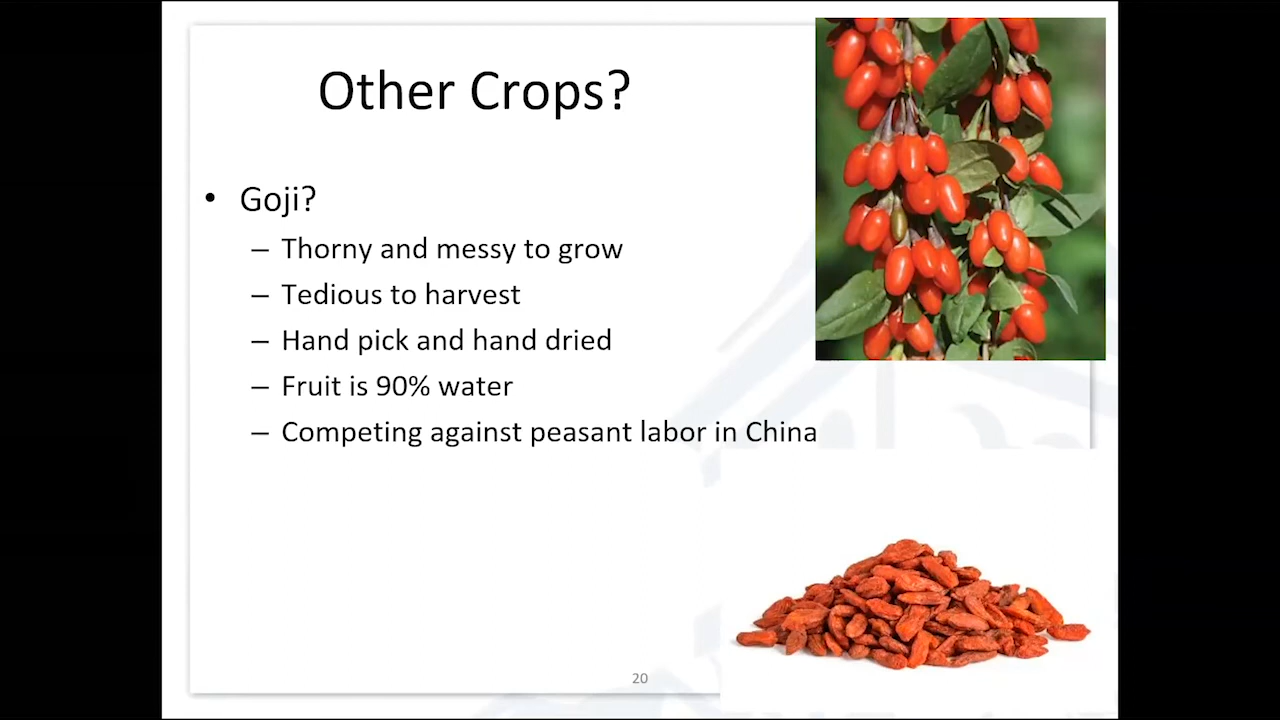 Other Crops?
• Goji?
– Thorny and messy to grow
– Tedious to harvest
– Hand pick and hand dried
– Fruit is 90% water
– Competing against peasant labor in China
20